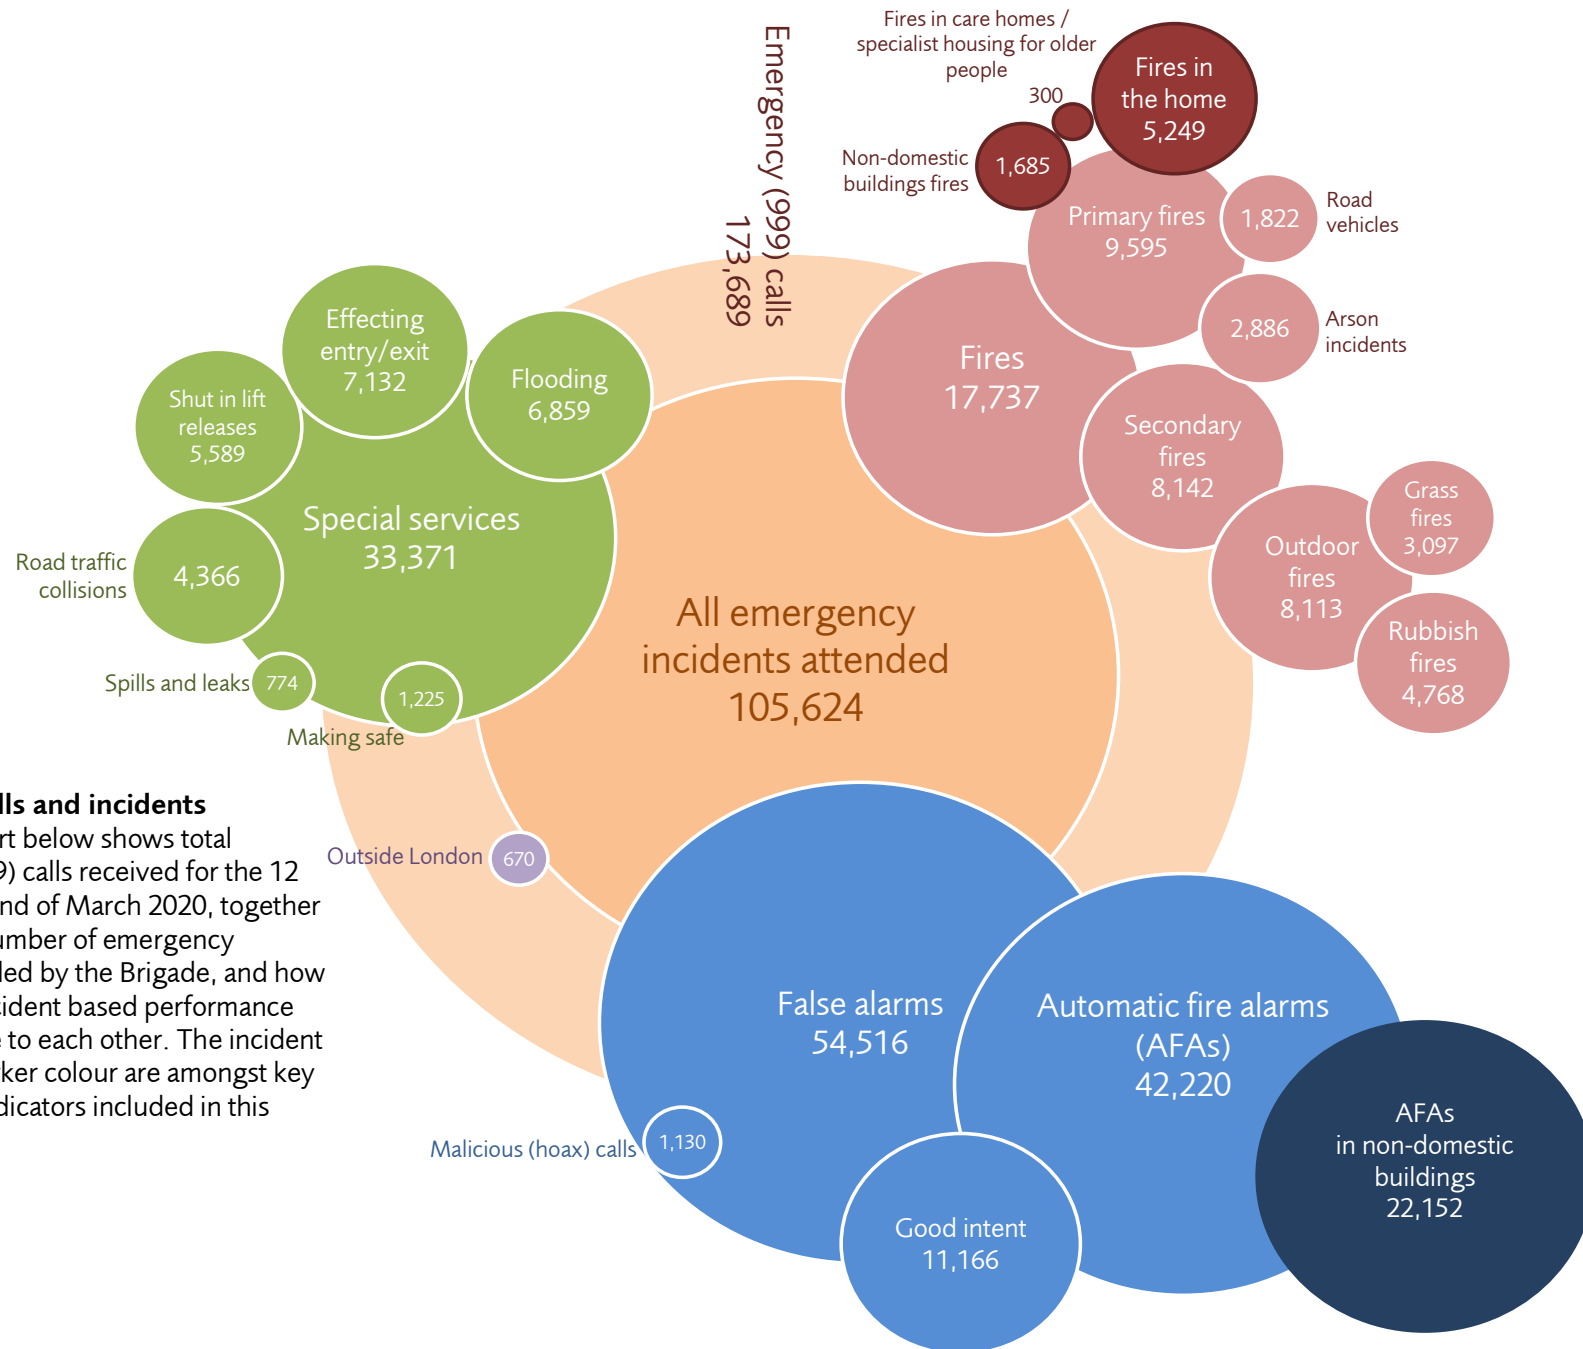 Fires in care homes /
specialist housing for older
people
300
Fires in
the home
5,249
Non-domestic
buildings fires
1,685
Primary fires
9,595
1,822
Road
vehicles
2,886
Arson
incidents
Emergency (999) calls
173,689
Fires
17,737
Secondary
fires
8,142
Outdoor
fires
8,113
Grass
fires
3,097
Rubbish
fires
4,768
Effecting
entry/exit
7,132
Flooding
6,859
Shut in lift
releases
5,589
Special services
33,371
Road traffic
collisions
4,366
Spills and leaks
774
1,225
Making safe
All emergency
incidents attended
105,624
lls and incidents
rt below shows total
9) calls received for the 12
nd of March 2020, together
umber of emergency
led by the Brigade, and how
cident based performance
e to each other. The incident
rker colour are amongst key
dicators included in this
Outside London
670
False alarms
54,516
Automatic fire alarms
(AFAs)
42,220
AFAs
in non-domestic
buildings
22,152
Malicious (hoax) calls
1,130
Good intent
11,166